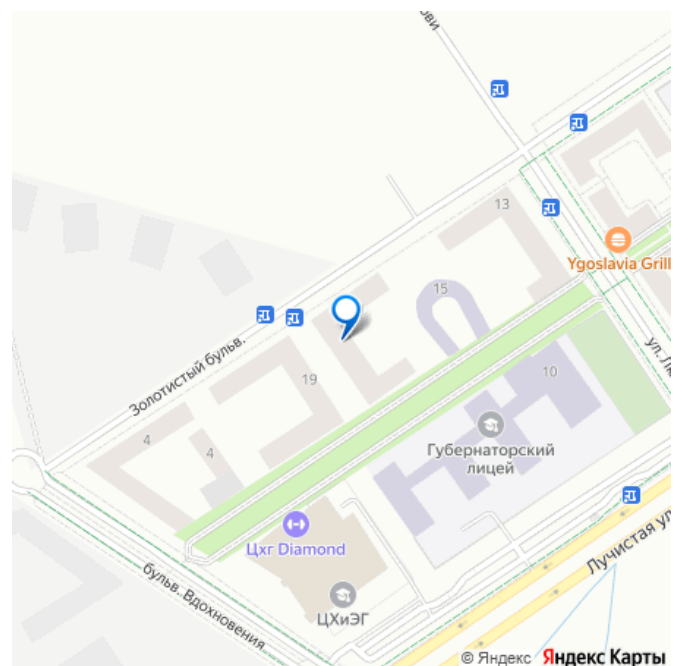 13
Ygoslavia Grill
15
Золотистый бульв.
19
10
4
4
Губернаторский
лицей
Цхг Diamond
Лучистая ул
бульв. Вдохновения
ЦХиЭГ
© Яндекс Яндекс Карты